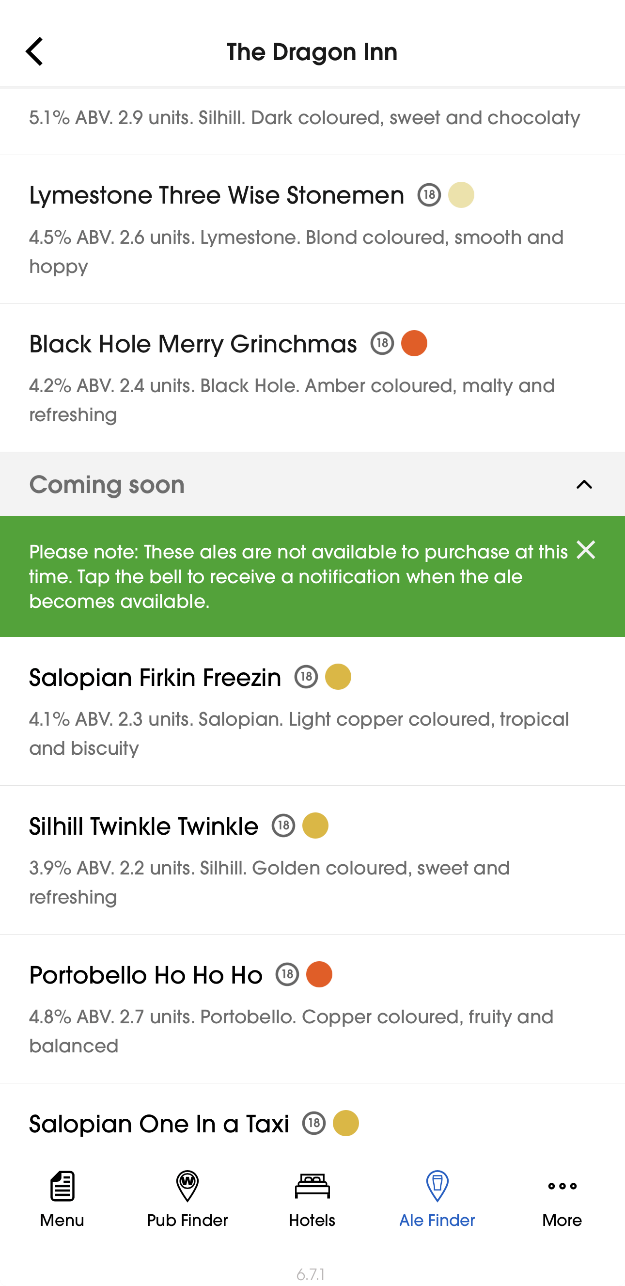 The Dragon Inn
5.1% ABV. 2.9 units. Silhill. Dark coloured, sweet and chocolaty
Lymestone Three Wise Stonemen 18
4.5% ABV. 2.6 units. Lymestone. Blond coloured, smooth and
hoppy
Black Hole Merry Grinchmas 18
4.2% ABV. 2.4 units. Black Hole. Amber coloured, malty and
refreshing
Coming soon
Please note: These ales are not available to purchase at this
time. Tap the bell to receive a notification when the ale
becomes available.
Salopian Firkin Freezin 18
4.1% ABV. 2.3 units. Salopian. Light copper coloured, tropical
and biscuity
Silhill Twinkle Twinkle 18
3.9% ABV. 2.2 units. Silhill. Golden coloured, sweet and
refreshing
Portobello Ho Ho Ho 18
4.8% ABV. 2.7 units. Portobello. Copper coloured, fruity and
balanced
Salopian One In a Taxi 18
W
Menu Pub Finder Hotels Ale Finder More
6.7.1